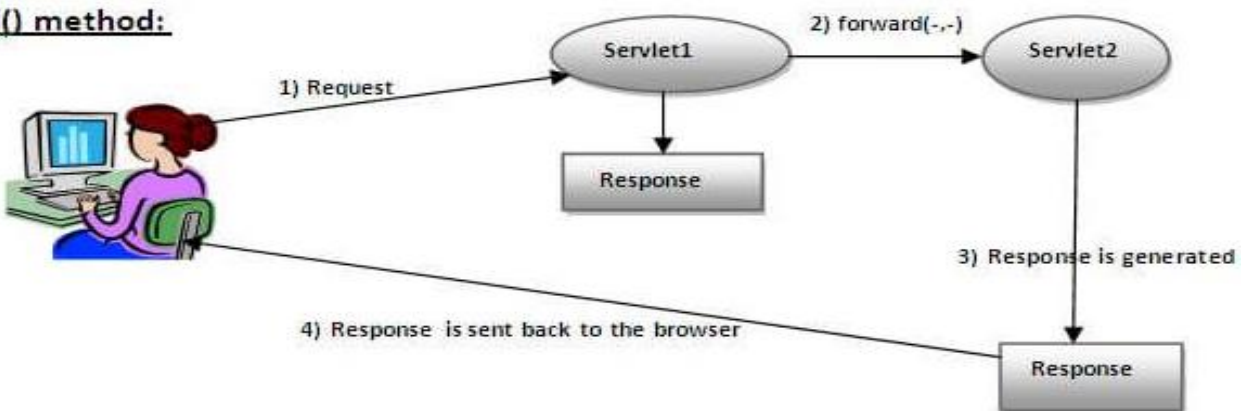 () method:
1) Request
Servlet1
2) forward(-,-)
Servlet2
Response
3) Response is generated
4) Response is sent back to the browser
Response